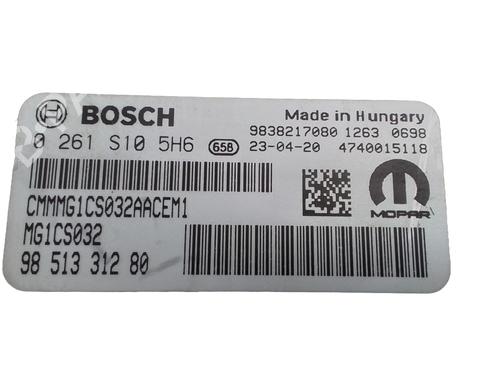 BOSCH
Made in Hungary
9838217080 1263 0698
0 261 S10 5H6 658 23-04-20 4740015118
CMMMG1CS032AACEM1
MG1CS032
98 513 312 80
MOPAR